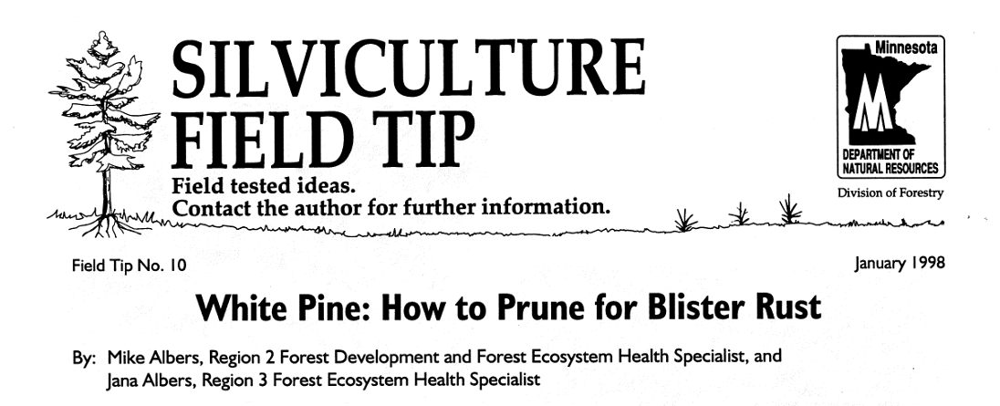 SILVICULTURE
FIELD TIP
Field tested ideas.
Contact the author for further information.
Minnesota
DEPARTMENT OF
NATURAL RESOURCES
Division of Forestry
Field Tip No. 10
January 1998
White Pine: How to Prune for Blister Rust
By: Mike Albers, Region 2 Forest Development and Forest Ecosystem Health Specialist, and
Jana Albers, Region 3 Forest Ecosystem Health Specialist